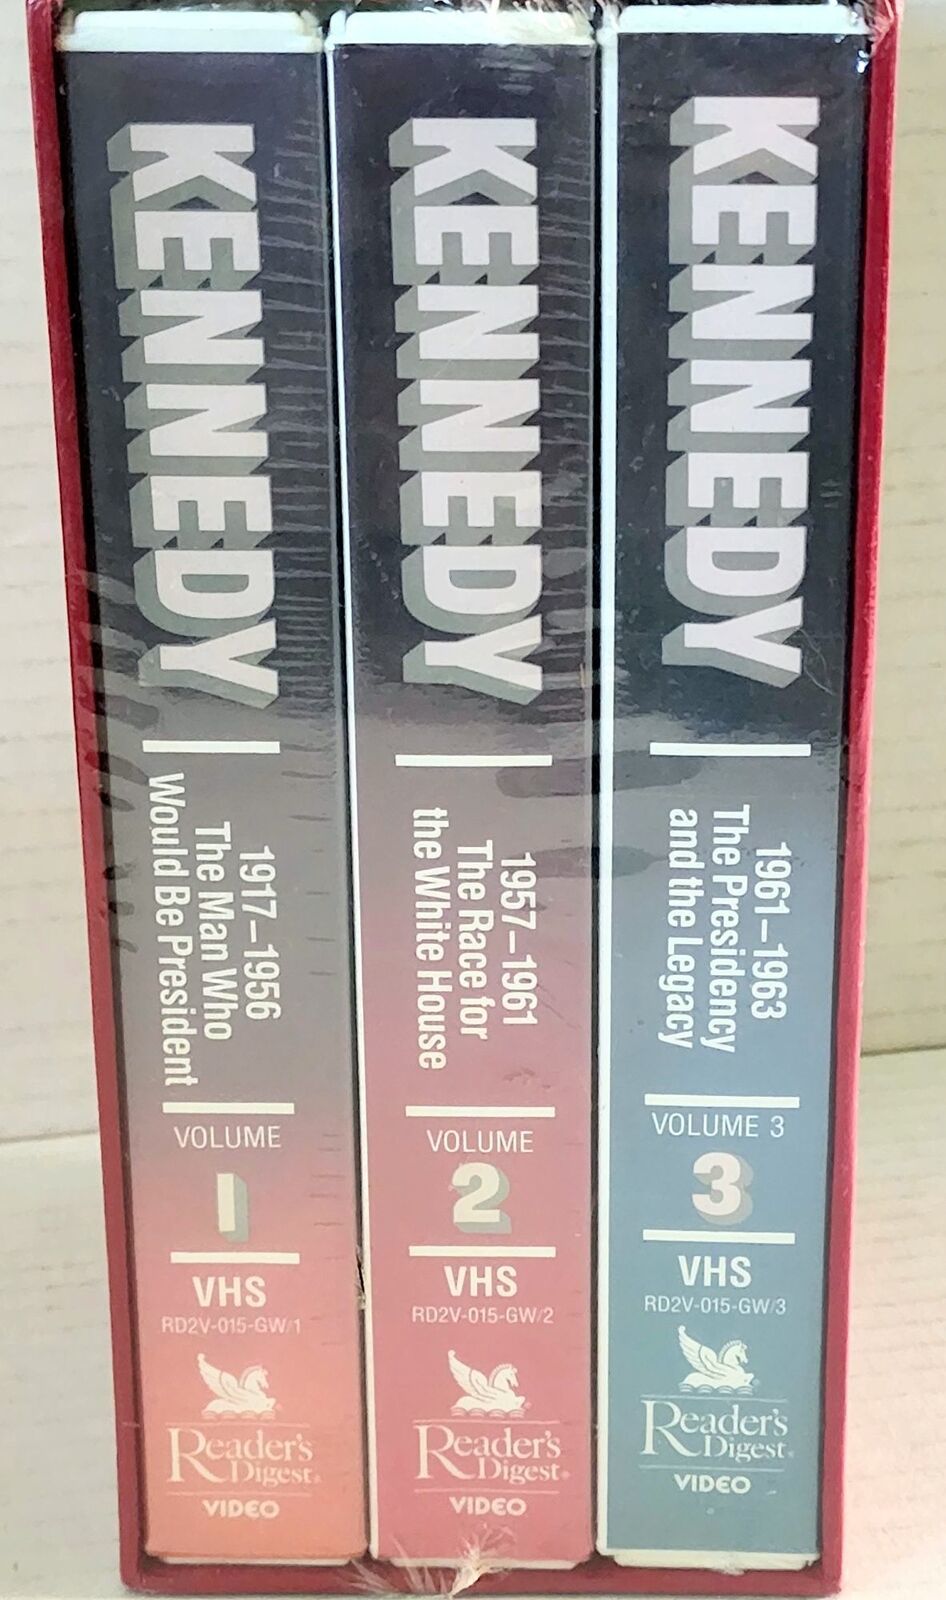 KENNEDY
1917–1956
The Man Who
Would Be President
VOLUME
1
VHS
RD2V-015-GW/1
Reader's
Digest
VIDEO
KENNEDY
1957–1961
The Race for
the White House
VOLUME
2
VHS
RD2V-015-GW/2
Reader's
Digest
VIDEO
KENNEDY
1961–1963
The Presidency
and the Legacy
VOLUME 3
3
VHS
RD2V-015-GW/3
Reader's
Digest
VIDEO